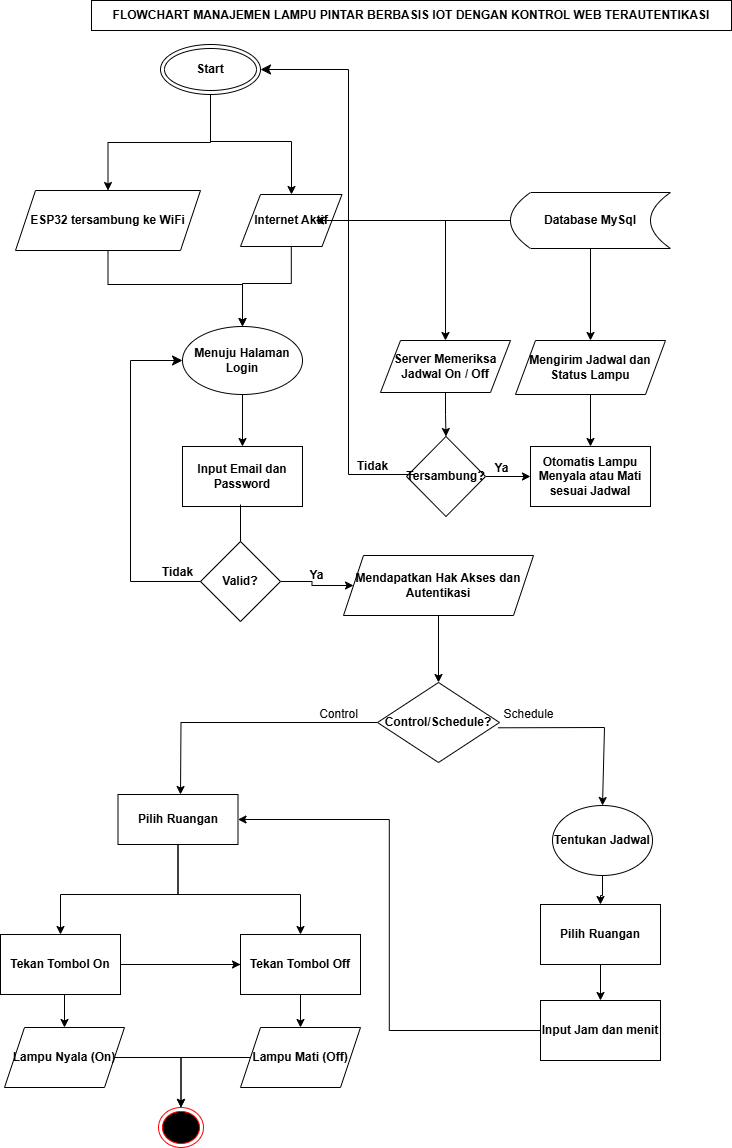 FLOWCHART MANAJEMEN LAMPU PINTAR BERBASIS IOT DENGAN KONTROL WEB TERAUTENTIKASI
Start
ESP32 tersambung ke WiFi
Internet Aktif
Database MySql
Menuju Halaman
Login
Server Memeriksa
Jadwal On / Off
Mengirim Jadwal dan
Status Lampu
Input Email dan
Password
Tidak
Tersambung?
Ya
Otomatis Lampu
Menyala atau Mati
sesuai Jadwal
Tidak
Valid?
Ya
Mendapatkan Hak Akses dan
Autentikasi
Control
Control/Schedule?
Schedule
Pilih Ruangan
Tentukan Jadwal
Pilih Ruangan
Tekan Tombol On
Tekan Tombol Off
Input Jam dan menit
Lampu Nyala (On)
Lampu Mati (Off)